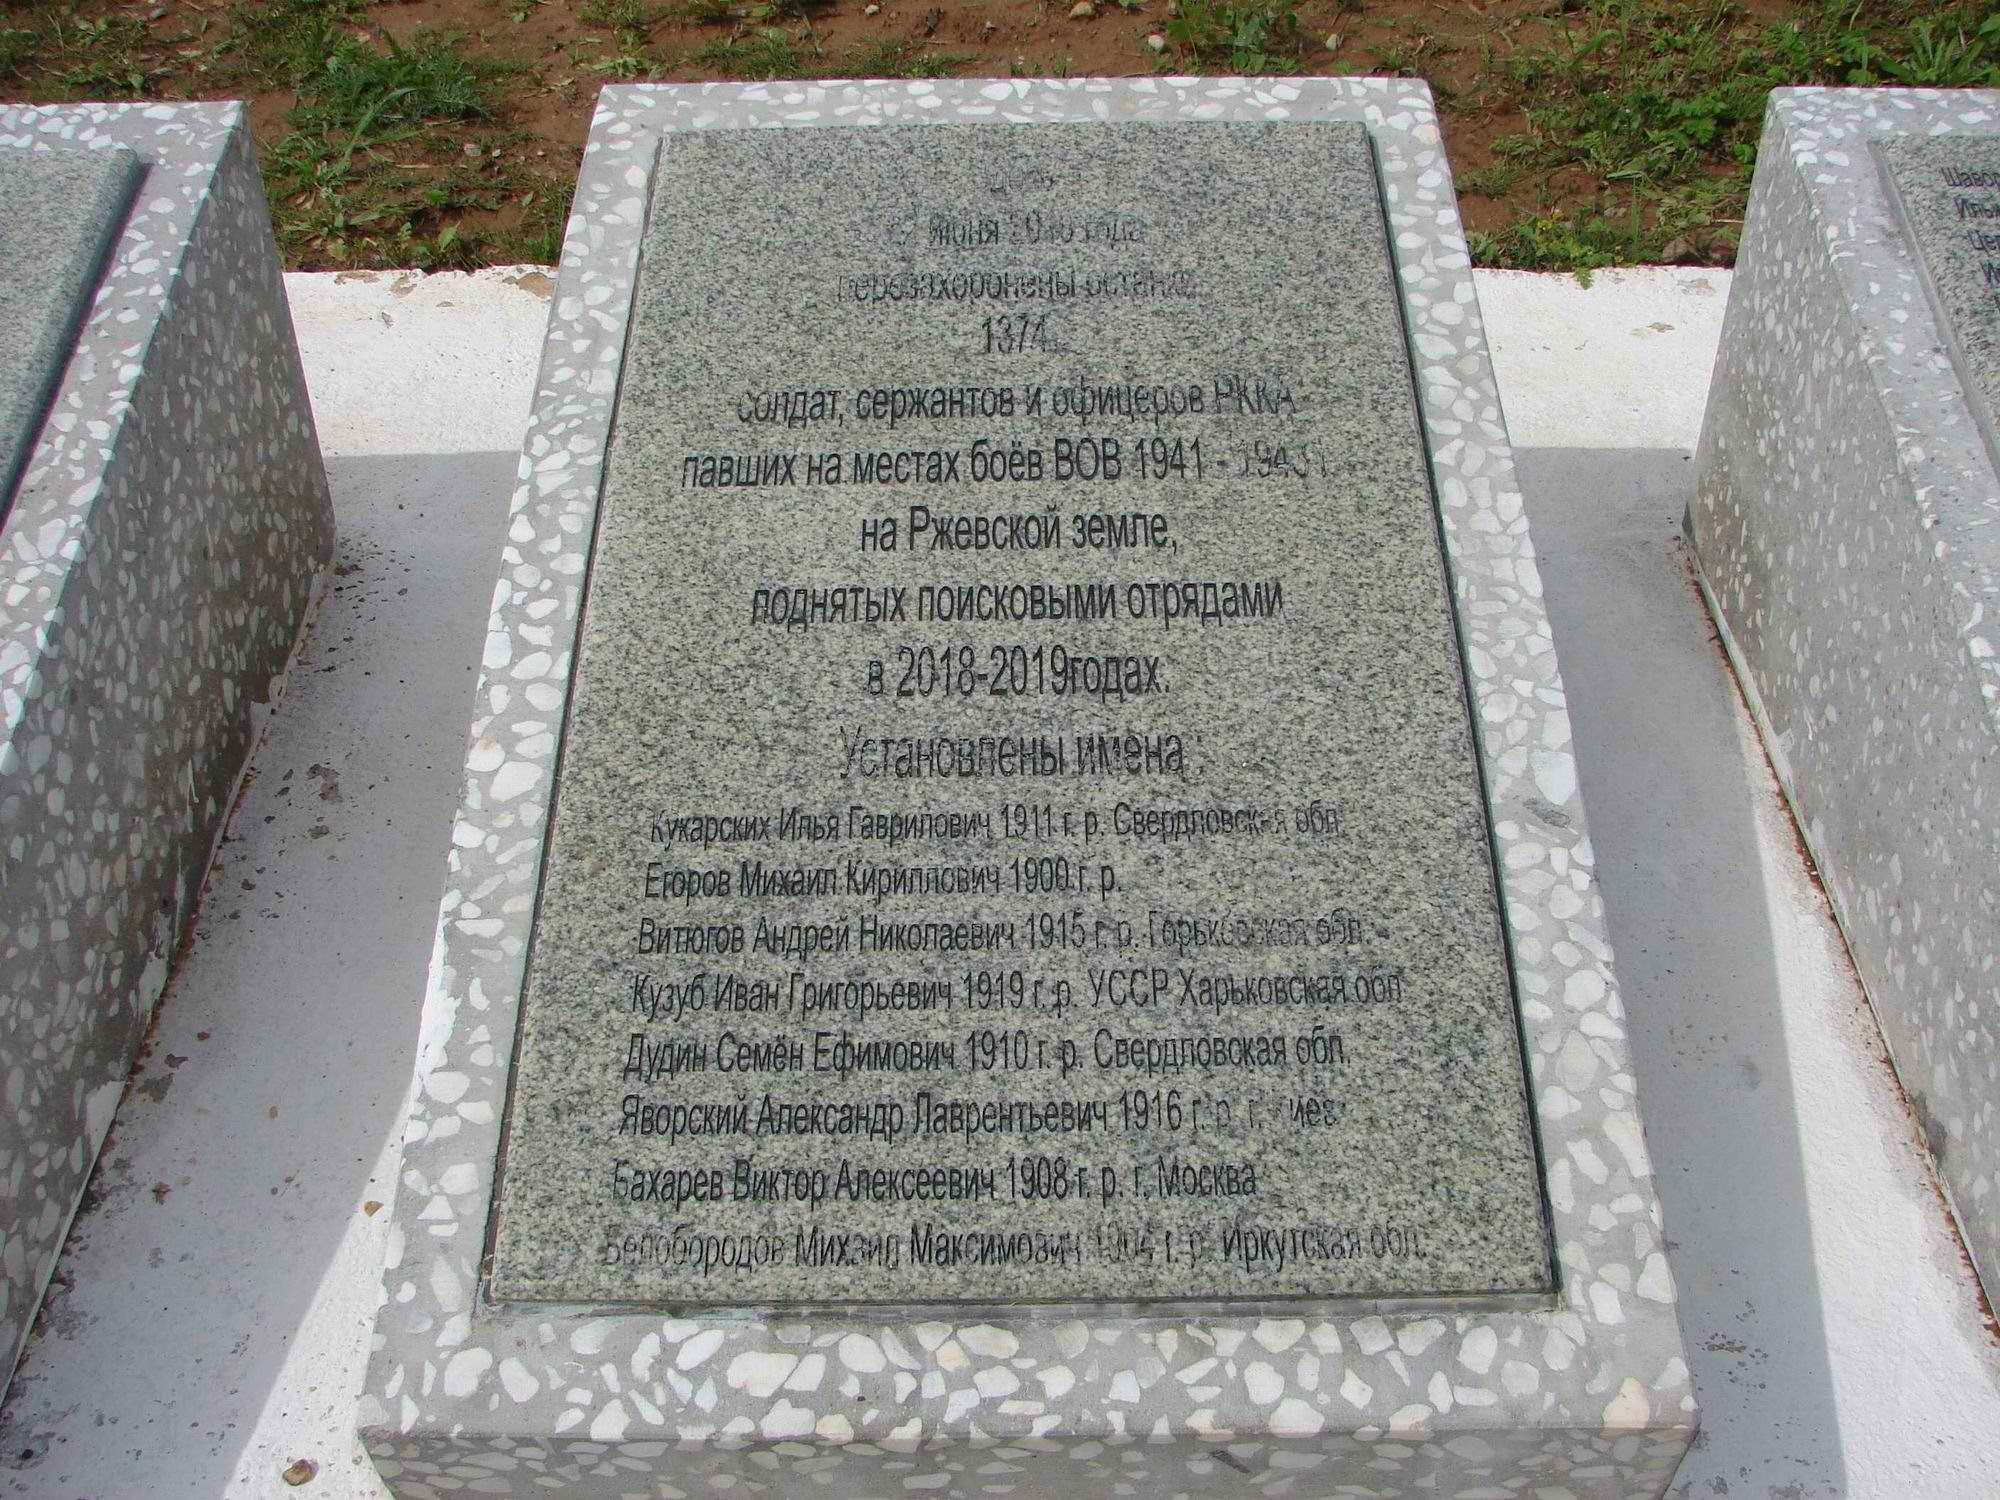 июня
перезахоронены останки
1374
солдат, сержантов и офицеров РККА
павших на местах боёв ВОВ 1941 - 1943
на Ржевской земле,
поднятых поисковыми отрядами
в 2018-2019годах.
Установлены имена :
Кукарских Илья Гаврилович 1911 г. р. Свердловская обл.
Егоров Михаил Кириллович 1900 г. р.
Витюгов Андрей Николаевич 1915 г. р. Горьковская обл.
Кузуб Иван Григорьевич 1919 г. р. УССР Харьковская обл
Дудин Семён Ефимович 1910 г. р. Свердловская обл.
Яворский Александр Лаврентьевич 1916 г. р. г.
Бахарев Виктор Алексеевич 1908 г. р. г. Москва
Белобородов Михаил Максимович 1904 г. р. Иркутская обл.